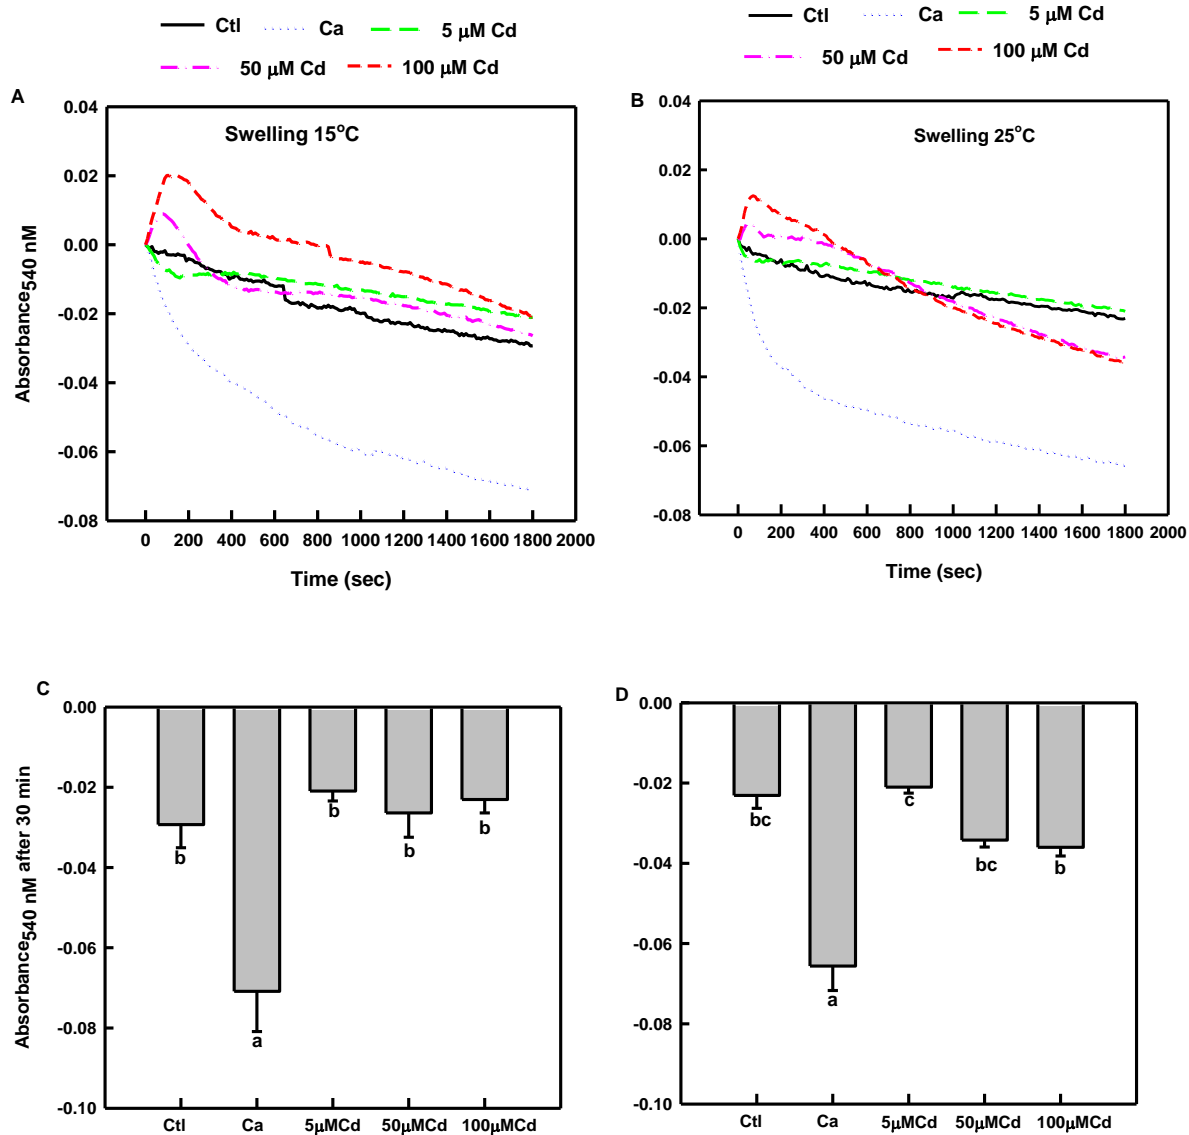 Ctl Ca 5 μM Cd
50 μM Cd 100 μM Cd
A
Swelling 15°C
0.04
0.02
0.00
-0.02
-0.04
-0.06
-0.08
Absorbance540 nM
0 200 400 600 800 1000 1200 1400 1600 1800 2000
Time (sec)
Ctl Ca 5 μM Cd
50 μM Cd 100 μM Cd
B
Swelling 25°C
0.04
0.02
0.00
-0.02
-0.04
-0.06
-0.08
0 200 400 600 800 1000 1200 1400 1600 1800 2000
Time (sec)
C
0.00
-0.02
-0.04
-0.06
-0.08
-0.10
Absorbance540 nM after 30 min
b a b b b
Ctl Ca 5μMCd 50μMCd 100μMCd
D
0.00
-0.02
-0.04
-0.06
-0.08
-0.10
bc a c bc b
Ctl Ca 5μMCd 50μMCd 100μMCd